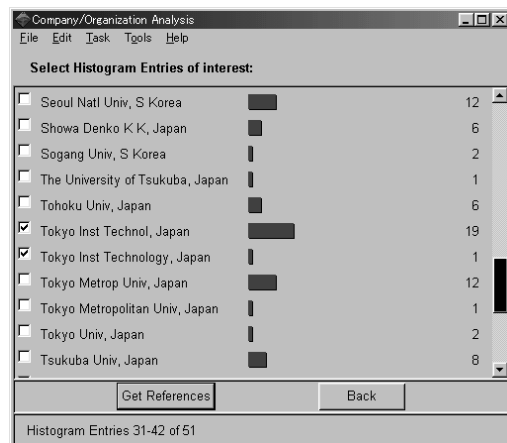 Company/Organization Analysis
File Edit Task Tools Help
Select Histogram Entries of interest:
Seoul Natl Univ, S Korea 12
Showa Denko K K, Japan 6
Sogang Univ, S Korea 2
The University of Tsukuba, Japan 1
Tohoku Univ, Japan 6
Tokyo Inst Technol, Japan 19
Tokyo Inst Technology, Japan 1
Tokyo Metrop Univ, Japan 12
Tokyo Metropolitan Univ, Japan 1
Tokyo Univ, Japan 2
Tsukuba Univ, Japan 8
Get References Back
Histogram Entries 31-42 of 51